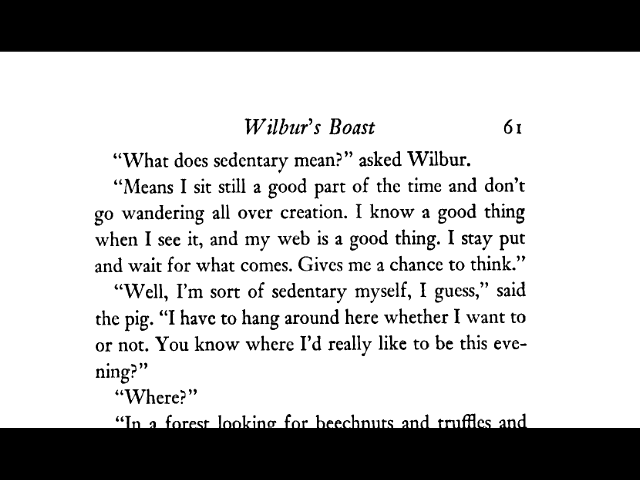 Wilbur's Boast 61
“What does sedentary mean?” asked Wilbur.
“Means I sit still a good part of the time and don't
go wandering all over creation. I know a good thing
when I see it, and my web is a good thing. I stay put
and wait for what comes. Gives me a chance to think.”
“Well, I'm sort of sedentary myself, I guess,” said
the pig. “I have to hang around here whether I want to
or not. You know where I'd really like to be this eve-
ning?”
“Where?”
“In a forest looking for beechnuts and truffles and